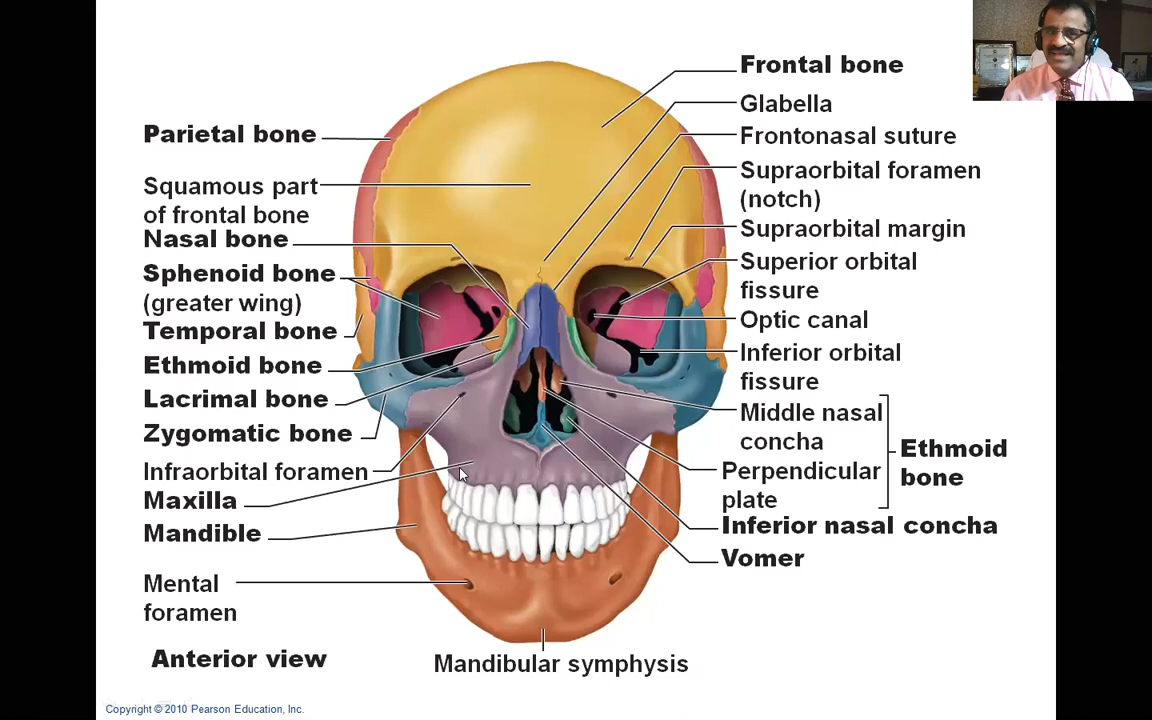 Parietal bone
Squamous part
of frontal bone
Nasal bone
Sphenoid bone
(greater wing)
Temporal bone
Ethmoid bone
Lacrimal bone
Zygomatic bone
Infraorbital foramen
Maxilla
Mandible
Mental
foramen
Anterior view
Frontal bone
Glabella
Frontonasal suture
Supraorbital foramen
(notch)
Supraorbital margin
Superior orbital
fissure
Optic canal
Inferior orbital
fissure
Middle nasal
concha
Perpendicular
plate
Ethmoid
bone
Inferior nasal concha
Vomer
Mandibular symphysis
Copyright © 2010 Pearson Education, Inc.